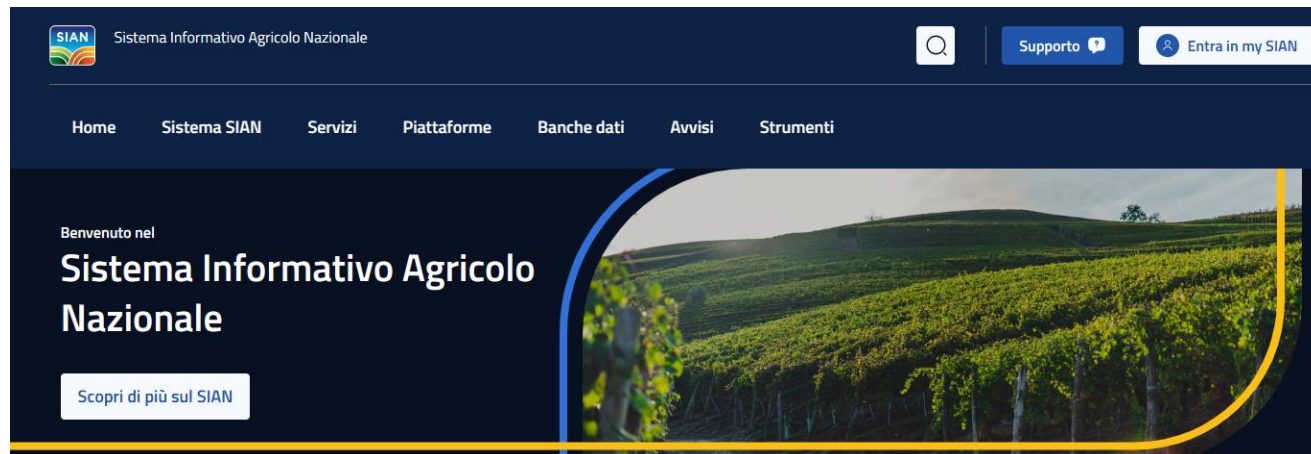 SIAN
Sistema Informativo Agricolo Nazionale
Supporto
Entra in my SIAN
Home
Sistema SIAN
Servizi
Piattaforme
Banche dati
Avvisi
Strumenti
Benvenuto nel
Sistema Informativo Agricolo
Nazionale
Scopri di più sul SIAN